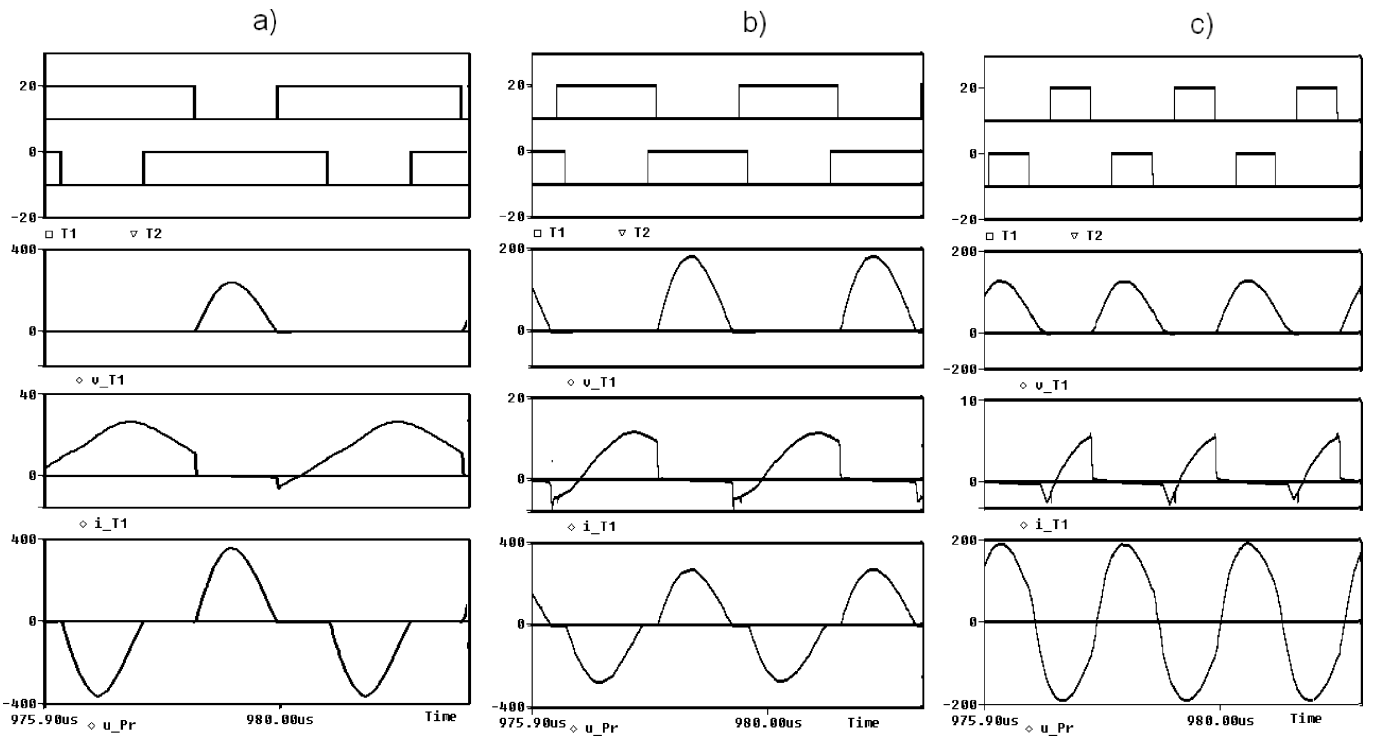 a)
20
0
-20
□ T1 ▽ T2
400
0
◇ v_T1
40
0
◇ i_T1
400
0
-400
975.90us 980.00us Time
◇ u_Pr
b)
20
0
-20
□ T1 ▽ T2
200
0
◇ v_T1
20
0
◇ i_T1
400
0
-400
975.90us 980.00us Time
◇ u_Pr
c)
20
0
-20
□ T1 ▽ T2
200
0
-200
◇ v_T1
10
0
◇ i_T1
200
0
-200
975.90us 980.00us Time
◇ u_Pr